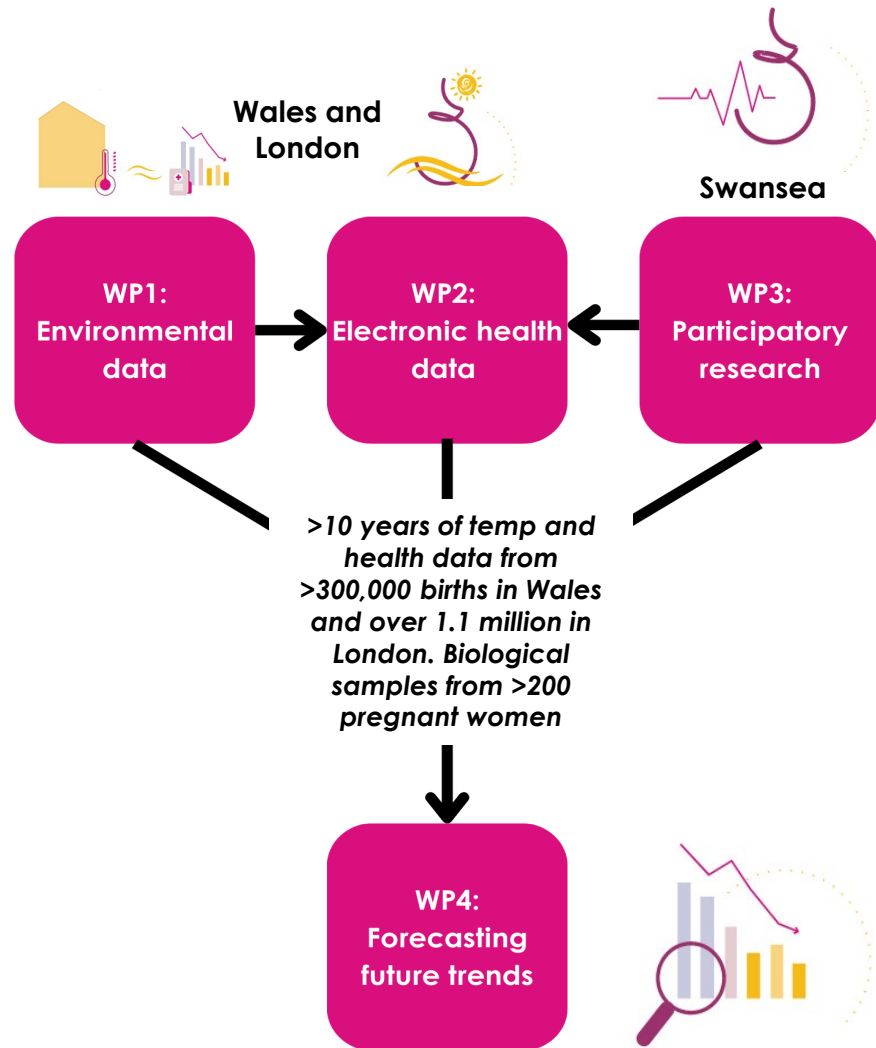 Wales and
London
Swansea
WP1:
Environmental
data
WP2:
Electronic health
data
WP3:
Participatory
research
>10 years of temp and
health data from
>300,000 births in Wales
and over 1.1 million in
London. Biological
samples from >200
pregnant women
WP4:
Forecasting
future trends